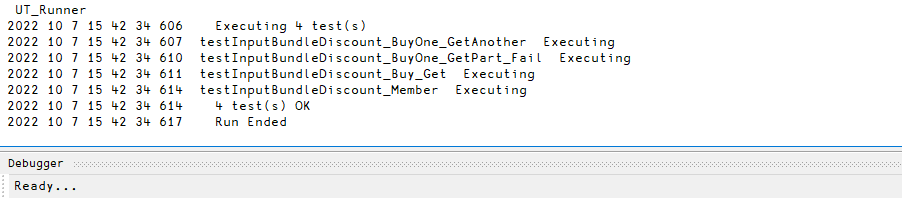 UT_Runner
2022 10 7 15 42 34 606 Executing 4 test(s)
2022 10 7 15 42 34 607 testInputBundleDiscount_BuyOne_GetAnother Executing
2022 10 7 15 42 34 610 testInputBundleDiscount_BuyOne_GetPart_Fail Executing
2022 10 7 15 42 34 611 testInputBundleDiscount_Buy_Get Executing
2022 10 7 15 42 34 614 testInputBundleDiscount_Member Executing
2022 10 7 15 42 34 614 4 test(s) OK
2022 10 7 15 42 34 617 Run Ended
Debugger
Ready...